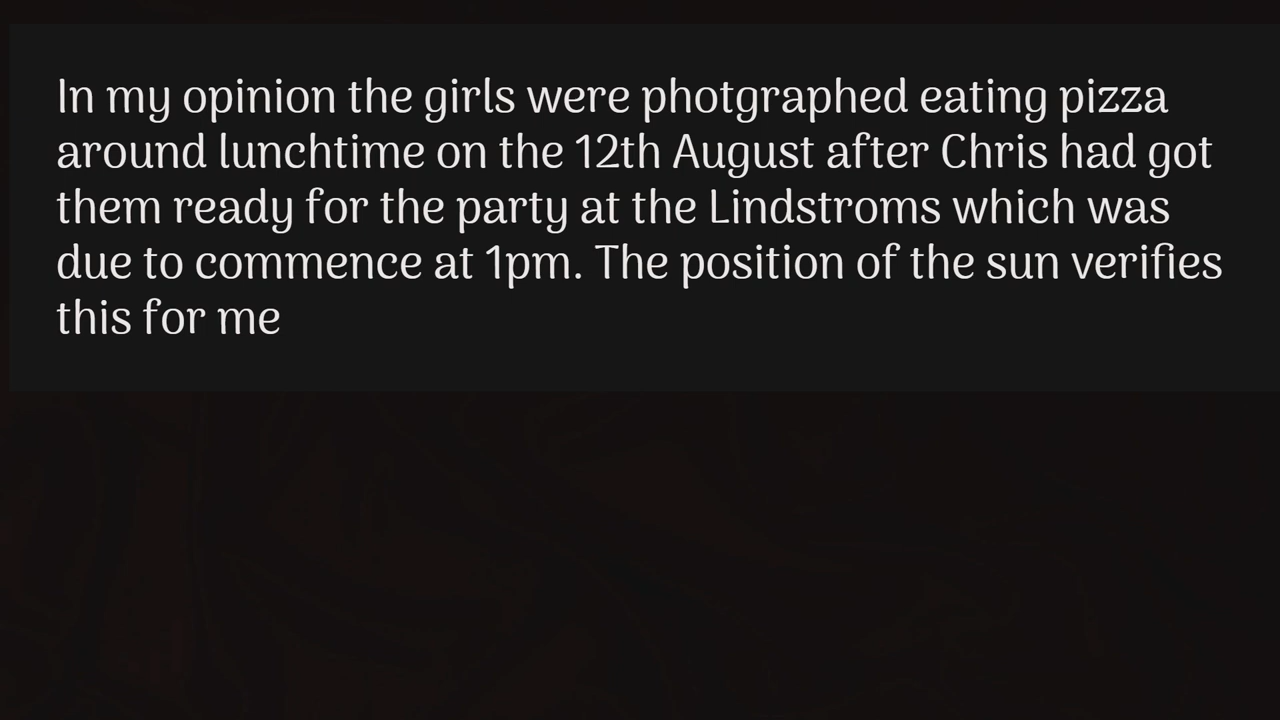 In my opinion the girls were photgraphed eating pizza
around lunchtime on the 12th August after Chris had got
them ready for the party at the Lindstroms which was
due to commence at 1pm. The position of the sun verifies
this for me